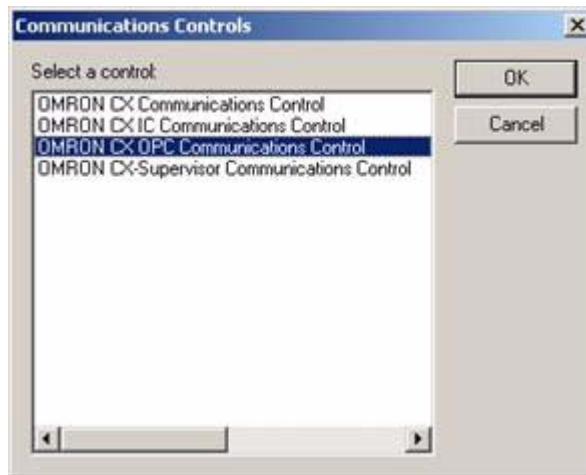 Communications Controls
Select a control:
OK
OMRON CX Communications Control
OMRON CX IC Communications Control
Cancel
OMRON CX OPC Communications Control
OMRON CX-Supervisor Communications Control